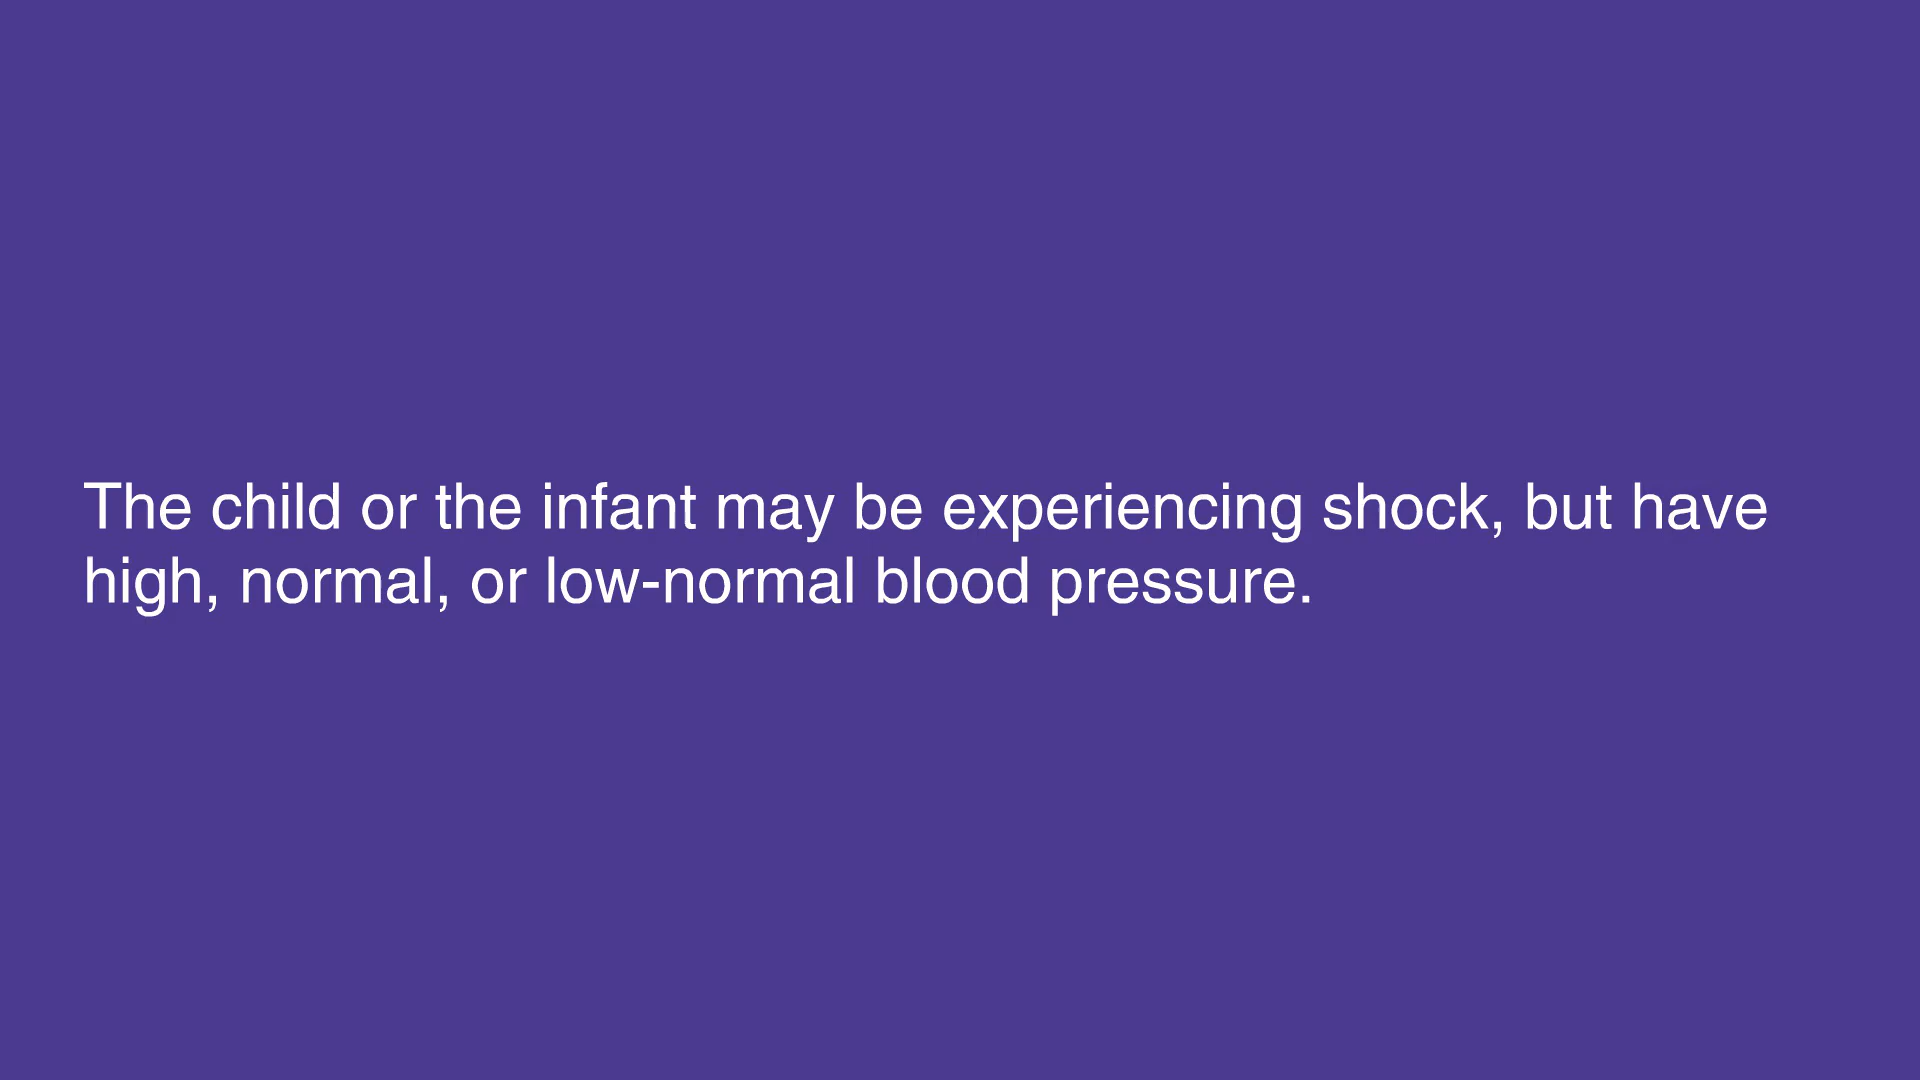 The child or the infant may be experiencing shock, but have
high, normal, or low-normal blood pressure.